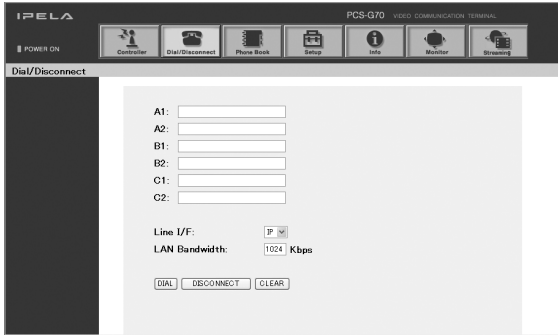 IPELA
PCS-G70 VIDEO COMMUNICATION TERMINAL
POWER ON
Controller Dial/Disconnect Phone Book Setup Info Monitor Streaming
Dial/Disconnect
A1:
A2:
B1:
B2:
C1:
C2:
Line I/F: IP
LAN Bandwidth: 1024 Kbps
DIAL DISCONNECT CLEAR